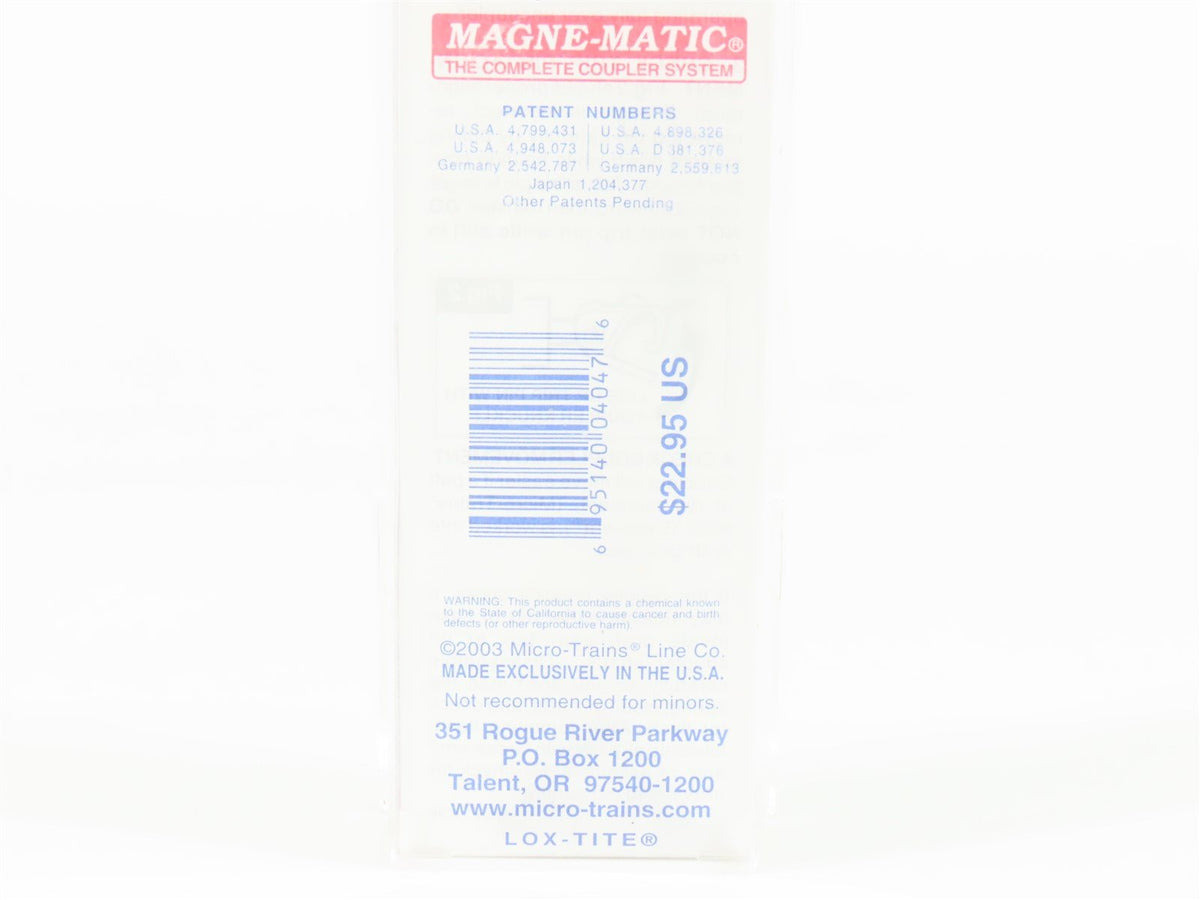 MAGNE-MATIC®
THE COMPLETE COUPLER SYSTEM
PATENT NUMBERS
U.S.A. 4,799,431 | U.S.A. 4,898,326
U.S.A. 4,948,073 | U.S.A. D 381,376
Germany 2,542,787 | Germany 2,559,813
Japan 1,204,377
Other Patents Pending
6 95140 04047 6
$22.95 US
WARNING: This product contains a chemical known
to the State of California to cause cancer and birth
defects (or other reproductive harm).
©2003 Micro-Trains® Line Co.
MADE EXCLUSIVELY IN THE U.S.A.
Not recommended for minors.
351 Rogue River Parkway
P.O. Box 1200
Talent, OR 97540-1200
www.micro-trains.com
LOX-TITE®